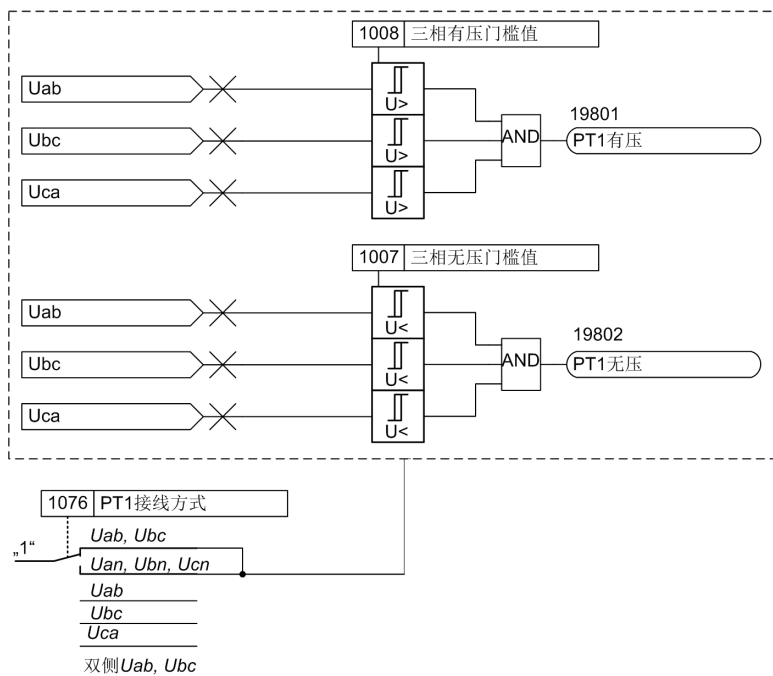 1008 三相有压门槛值
Uab
U>
19801
Ubc
U>
AND
PT1有压
Uca
U>
1007 三相无压门槛值
Uab
U<
19802
Ubc
U<
AND
PT1无压
Uca
U<
1076 PT1接线方式
„1“
Uab, Ubc
Uan, Ubn, Ucn
Uab
Ubc
Uca
双侧Uab, Ubc